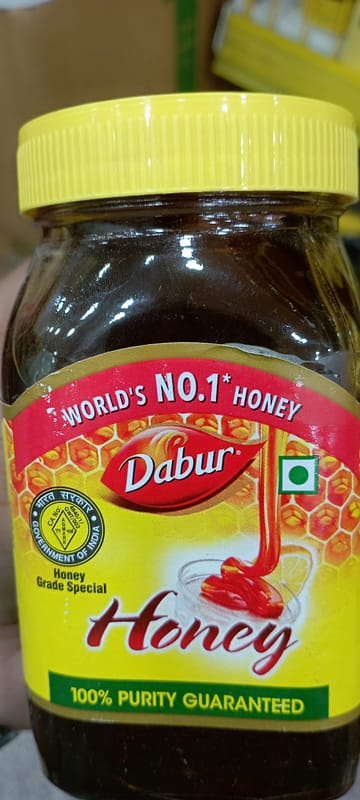 WORLD'S NO.1* HONEY
Dabur®
भारत सरकार
GOVERNMENT OF INDIA
Honey
Grade Special
Honey
100% PURITY GUARANTEED